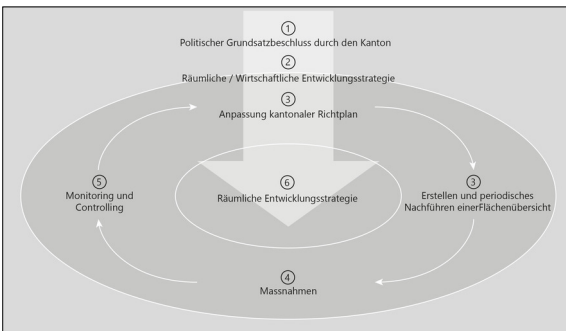 ①
Politischer Grundsatzbeschluss durch den Kanton
②
Räumliche / Wirtschaftliche Entwicklungsstrategie
③
Anpassung kantonaler Richtplan
⑤
Monitoring und
Controlling
⑥
Räumliche Entwicklungsstrategie
③
Erstellen und periodisches
Nachführen einerFlächenübersicht
④
Massnahmen